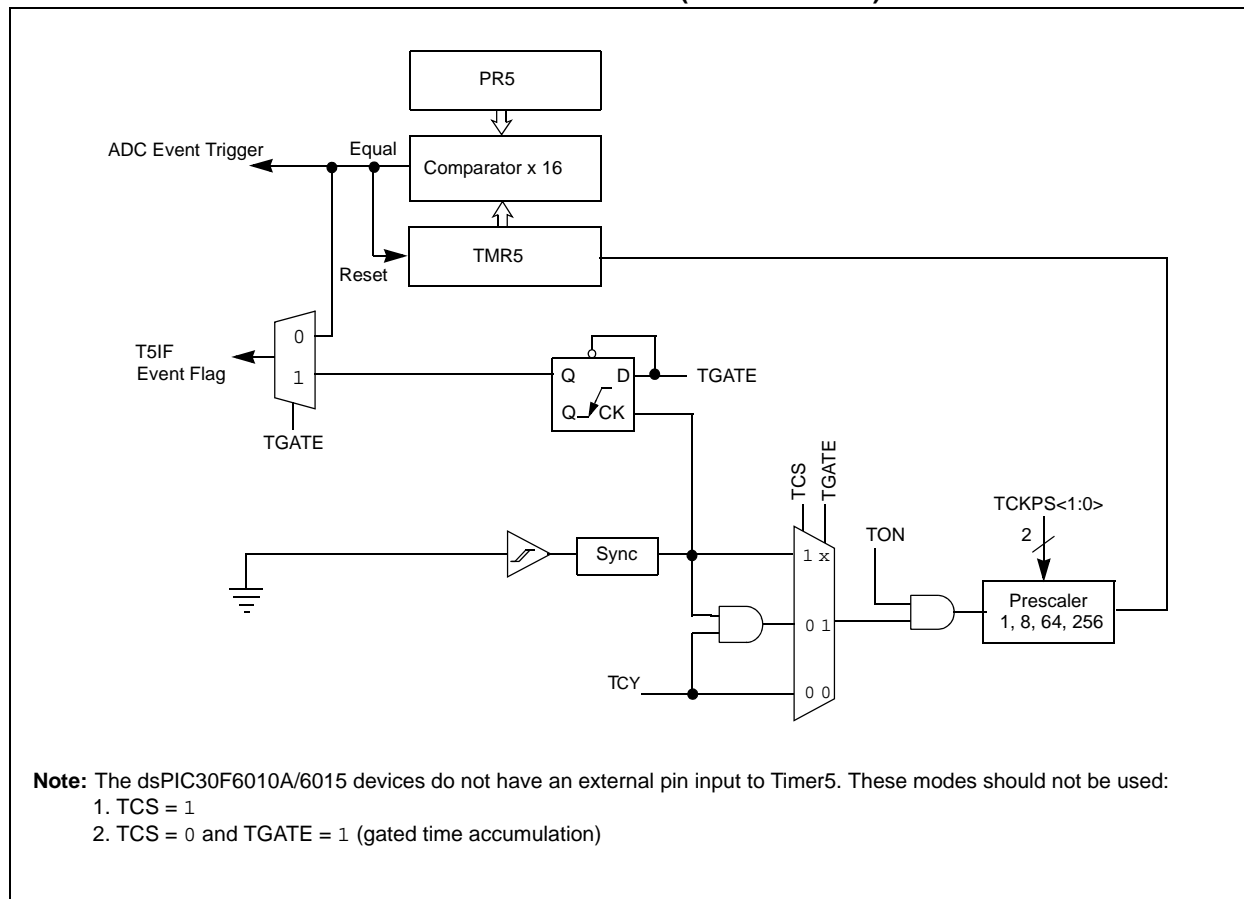 PR5
ADC Event Trigger
Equal
Comparator x 16
TMR5
Reset
0
T5IF
Event Flag
1
Q
D
TGATE
Q
CK
TGATE
TCS
TGATE
TCKPS<1:0>
2
TON
Sync
1 x
Prescaler
1, 8, 64, 256
0 1
TCY
0 0
Note: The dsPIC30F6010A/6015 devices do not have an external pin input to Timer5. These modes should not be used:
1. TCS = 1
2. TCS = 0 and TGATE = 1 (gated time accumulation)